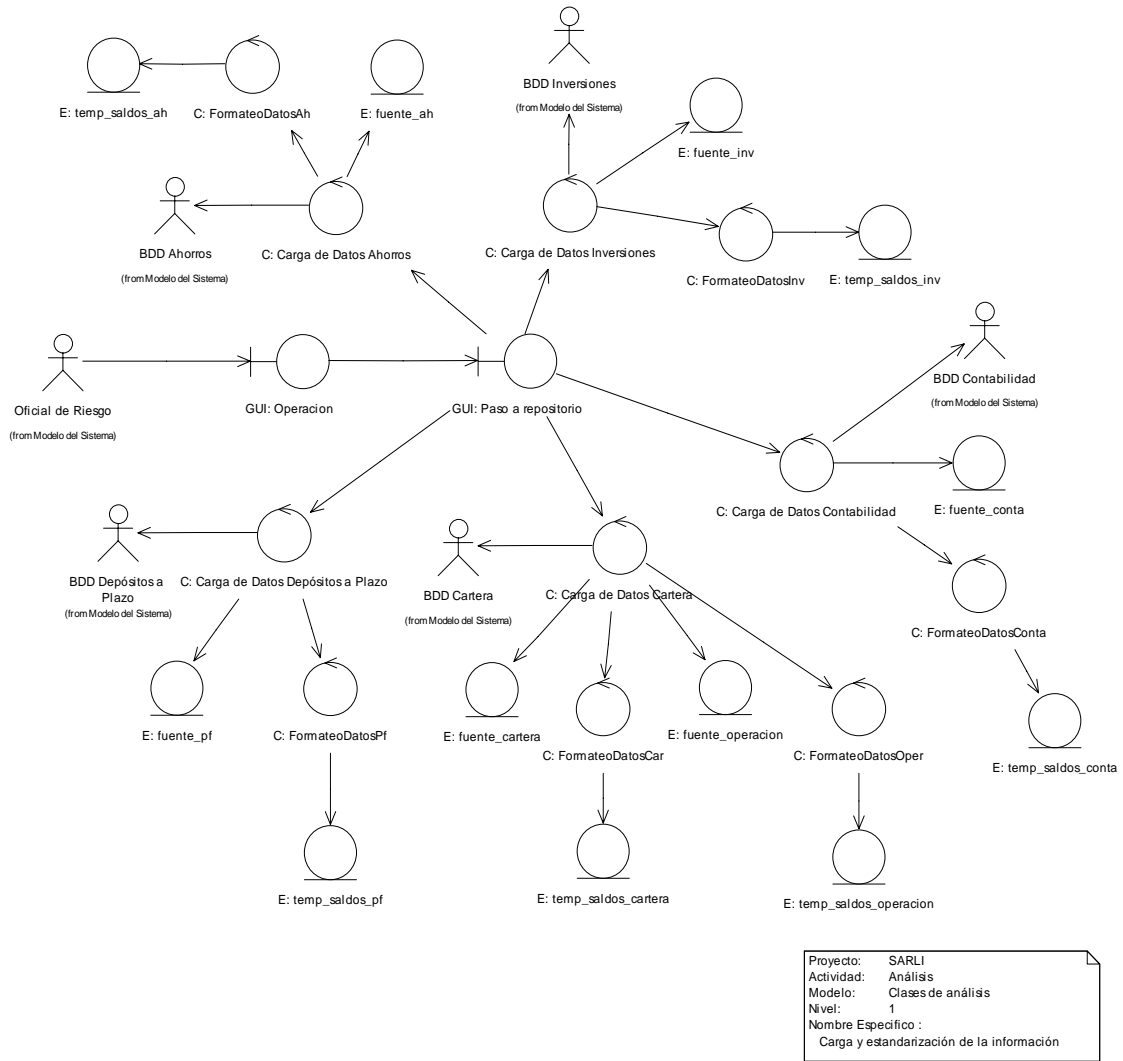 BDD Inversiones
(from Modelo del Sistema)
E: temp_saldos_ah
C: FormateoDatosAh
E: fuente_ah
E: fuente_inv
BDD Ahorros
(from Modelo del Sistema)
C: Carga de Datos Ahorros
C: Carga de Datos Inversiones
C: FormateoDatosInv
E: temp_saldos_inv
BDD Contabilidad
(from Modelo del Sistema)
Oficial de Riesgo
(from Modelo del Sistema)
GUI: Operacion
GUI: Paso a repositorio
C: Carga de Datos Contabilidad
E: fuente_conta
BDD Depósitos a
Plazo
(from Modelo del Sistema)
C: Carga de Datos Depósitos a Plazo
BDD Cartera
(from Modelo del Sistema)
C: Carga de Datos Cartera
C: FormateoDatosConta
E: fuente_pf
C: FormateoDatosPf
E: fuente_cartera
C: FormateoDatosCar
E: fuente_operacion
C: FormateoDatosOper
E: temp_saldos_conta
E: temp_saldos_pf
E: temp_saldos_cartera
E: temp_saldos_operacion
Proyecto: SARLI
Actividad: Análisis
Modelo: Clases de análisis
Nivel: 1
Nombre Especifico :
Carga y estandarización de la información